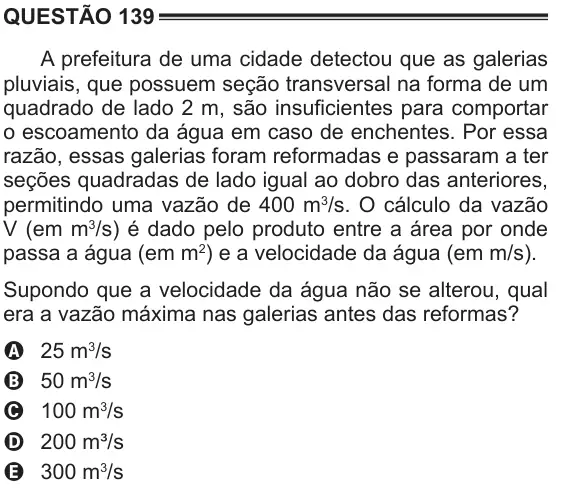 QUESTÃO 139
A prefeitura de uma cidade detectou que as galerias
pluviais, que possuem seção transversal na forma de um
quadrado de lado 2 m, são insuficientes para comportar
o escoamento da água em caso de enchentes. Por essa
razão, essas galerias foram reformadas e passaram a ter
seções quadradas de lado igual ao dobro das anteriores,
permitindo uma vazão de 400 m³/s. O cálculo da vazão
V (em m³/s) é dado pelo produto entre a área por onde
passa a água (em m²) e a velocidade da água (em m/s).
Supondo que a velocidade da água não se alterou, qual
era a vazão máxima nas galerias antes das reformas?
A 25 m³/s
B 50 m³/s
C 100 m³/s
D 200 m³/s
E 300 m³/s